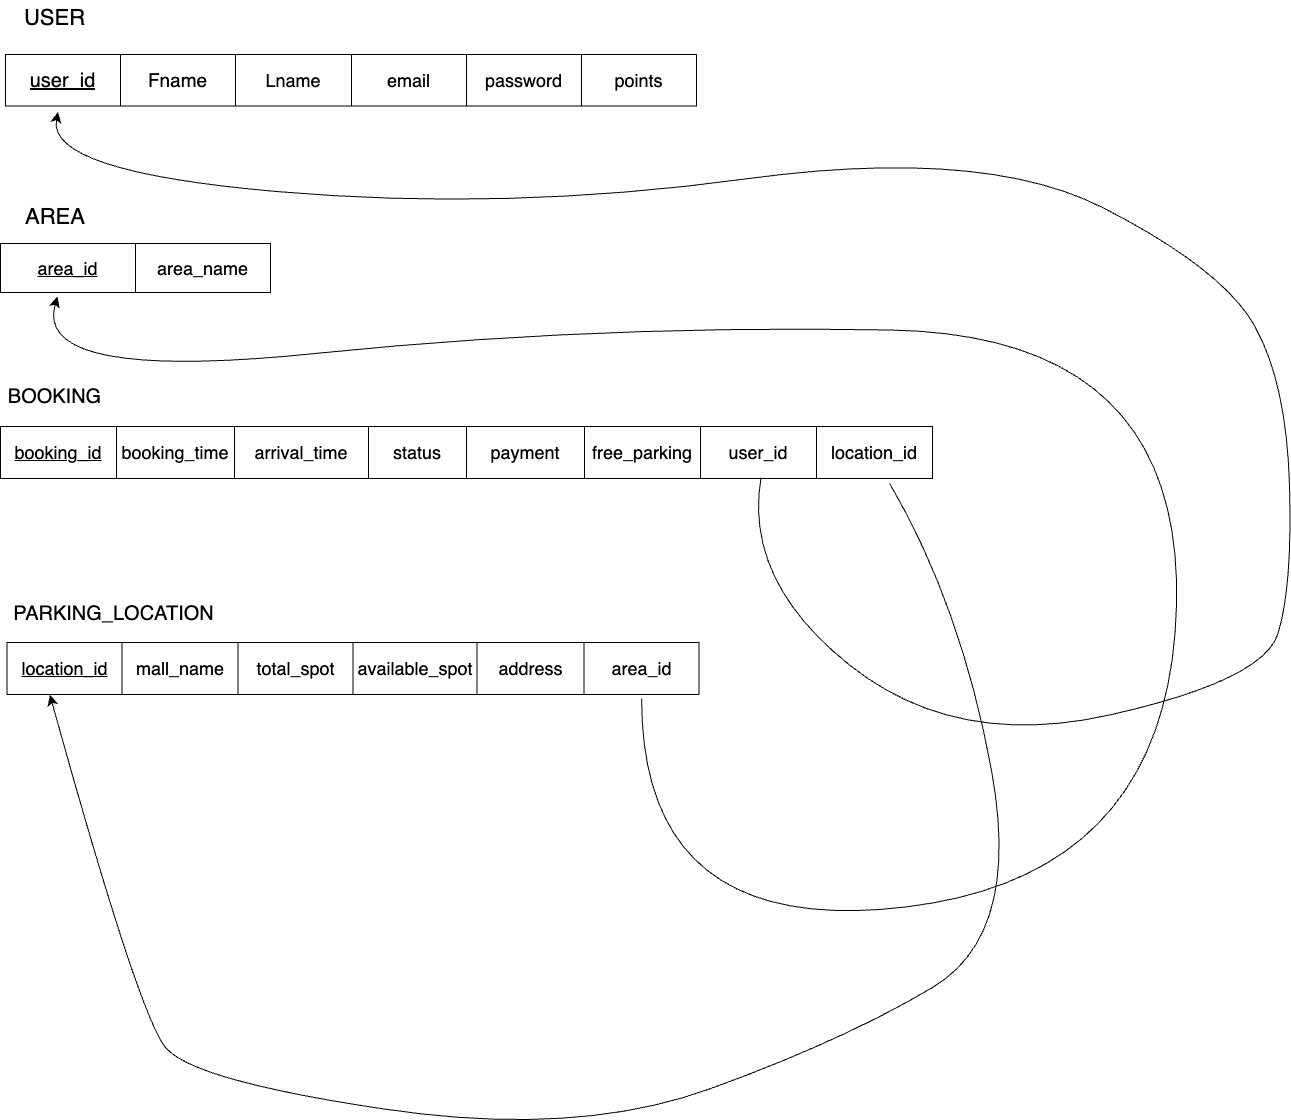 USER
user_id Fname Lname email password points
AREA
area_id area_name
BOOKING
booking_id booking_time arrival_time status payment free_parking user_id location_id
PARKING_LOCATION
location_id mall_name total_spot available_spot address area_id